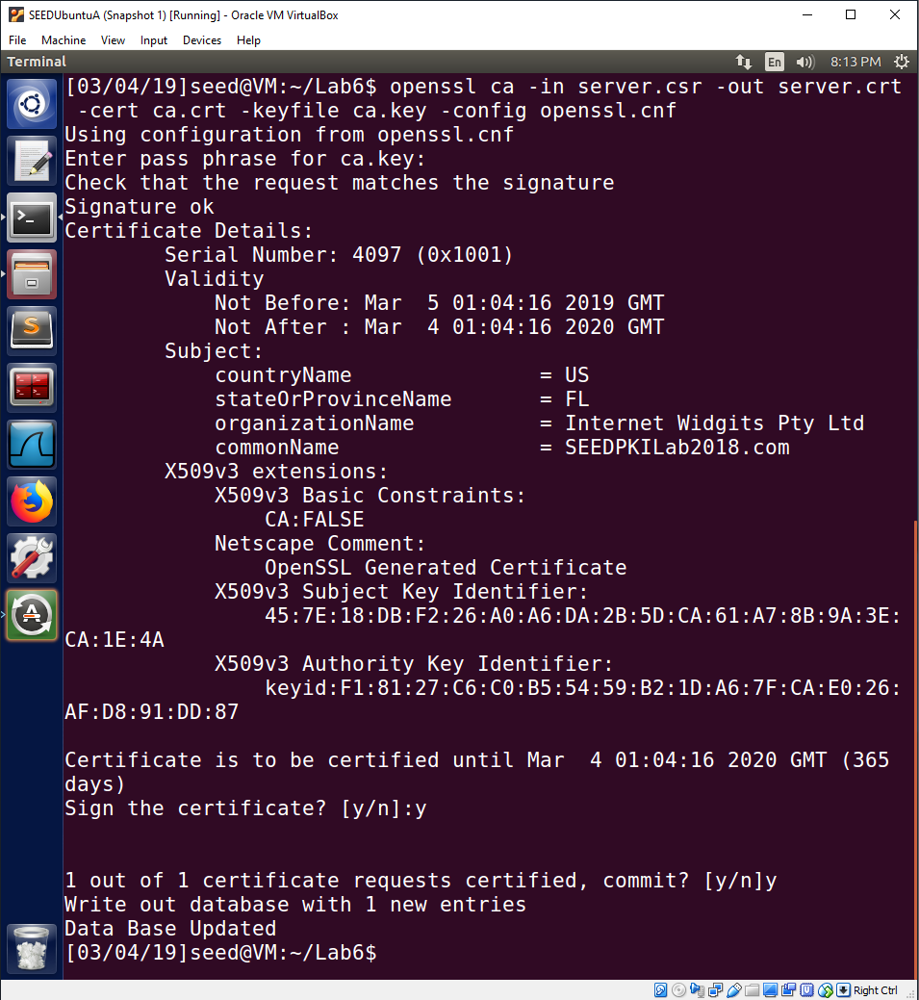 SEEDUbuntuA (Snapshot 1) [Running] - Oracle VM VirtualBox
File Machine View Input Devices Help
Terminal En 8:13 PM
[03/04/19]seed@VM:~/Lab6$ openssl ca -in server.csr -out server.crt
-cert ca.crt -keyfile ca.key -config openssl.cnf
Using configuration from openssl.cnf
Enter pass phrase for ca.key:
Check that the request matches the signature
Signature ok
Certificate Details:
Serial Number: 4097 (0x1001)
Validity
Not Before: Mar  5 01:04:16 2019 GMT
Not After : Mar  4 01:04:16 2020 GMT
Subject:
countryName = US
stateOrProvinceName = FL
organizationName = Internet Widgits Pty Ltd
commonName = SEEDPKILab2018.com
X509v3 extensions:
X509v3 Basic Constraints:
CA:FALSE
Netscape Comment:
OpenSSL Generated Certificate
X509v3 Subject Key Identifier:
45:7E:18:DB:F2:26:A0:A6:DA:2B:5D:CA:61:A7:8B:9A:3E:
CA:1E:4A
X509v3 Authority Key Identifier:
keyid:F1:81:27:C6:C0:B5:54:59:B2:1D:A6:7F:CA:E0:26:
AF:D8:91:DD:87
Certificate is to be certified until Mar  4 01:04:16 2020 GMT (365
days)
Sign the certificate? [y/n]:y
1 out of 1 certificate requests certified, commit? [y/n]y
Write out database with 1 new entries
Data Base Updated
[03/04/19]seed@VM:~/Lab6$
Right Ctrl